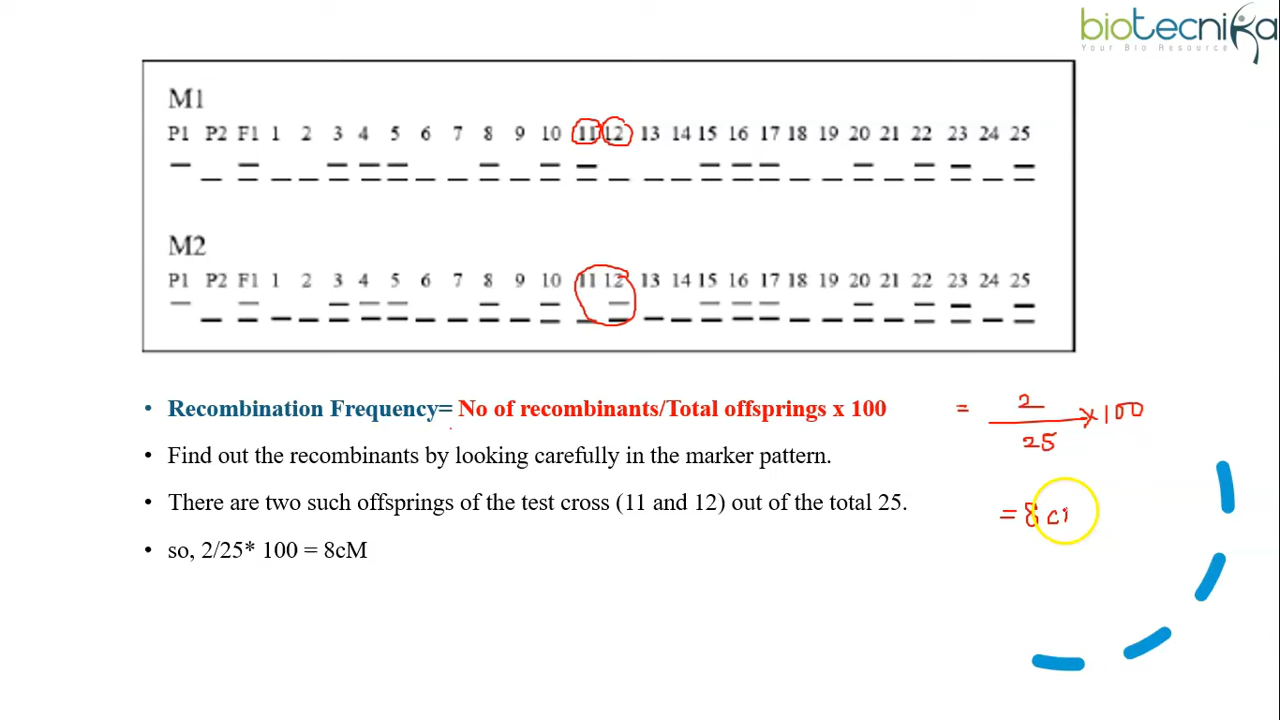 biotecnika
Your Bio Resource
M1
P1 P2 F1 1 2 3 4 5 6 7 8 9 10 11 12 13 14 15 16 17 18 19 20 21 22 23 24 25
M2
P1 P2 F1 1 2 3 4 5 6 7 8 9 10 11 12 13 14 15 16 17 18 19 20 21 22 23 24 25
• Recombination Frequency= No of recombinants/Total offsprings x 100
= 2/25 × 100
• Find out the recombinants by looking carefully in the marker pattern.
• There are two such offsprings of the test cross (11 and 12) out of the total 25.
= 8 c
• so, 2/25* 100 = 8cM